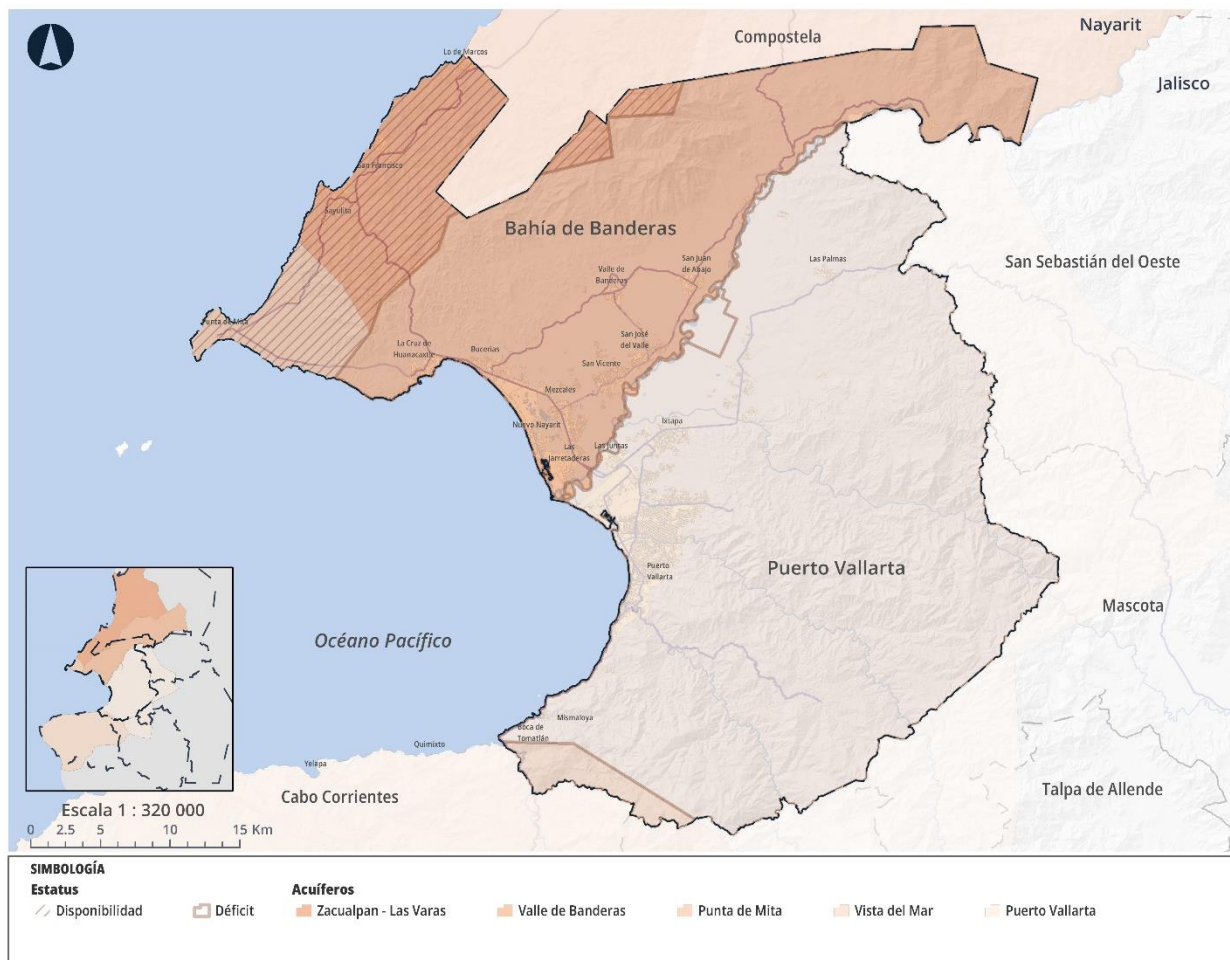 Nayarit
Compostela
Lo de Marcos
Jalisco
San Francisco
Sayulita
Bahía de Banderas
San Juan
de Abajo
Las Palmas
San Sebastián del Oeste
Valle de
Banderas
Punta de Mita
La Cruz de
Huanacaxtle
Bucerías
San José
del Valle
San Vicente
Mezcales
Nuevo Nayarit
Ixtapa
Las Juntas
Las
Jarretaderas
Puerto
Vallarta
Puerto Vallarta
Mascota
Océano Pacífico
Mismaloya
Boca de
Tomatlán
Quimixto
Yelapa
Cabo Corrientes
Talpa de Allende
Escala 1 : 320 000
0 2.5 5 10 15 Km
SIMBOLOGÍA
Estatus Acuíferos
Disponibilidad Déficit Zacualpan - Las Varas Valle de Banderas Punta de Mita Vista del Mar Puerto Vallarta